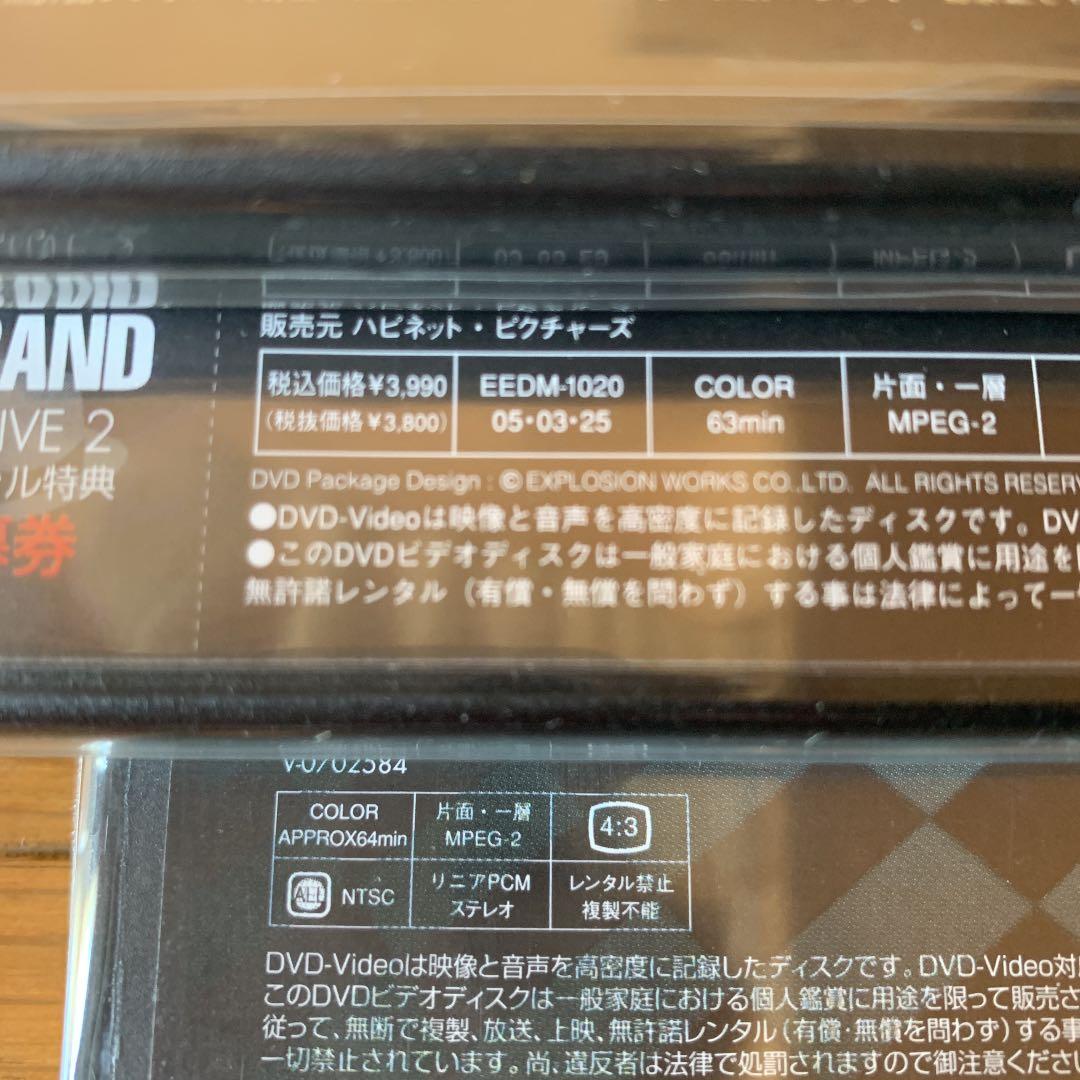 RAND
IVE 2
ル特典
券
販売元 ハピネット・ピクチャーズ
税込価格¥3,990
(税抜価格¥3,800)
EEDM-1020
05・03・25
COLOR
63min
片面・一層
MPEG-2
DVD Package Design : ©EXPLOSION WORKS CO.,LTD. ALL RIGHTS RESERV
●DVD-Videoは映像と音声を高密度に記録したディスクです。DV
●このDVDビデオディスクは一般家庭における個人鑑賞に用途を
無許諾レンタル(有償・無償を問わず)する事は法律によって一
V-0702584
COLOR
APPROX64min
片面・一層
MPEG-2
4:3
ALL NTSC
リニアPCM
ステレオ
レンタル禁止
複製不能
DVD-Videoは映像と音声を高密度に記録したディスクです。DVD-Video対
このDVDビデオディスクは一般家庭における個人鑑賞に用途を限って販売さ
従って、無断で複製、放送、上映、無許諾レンタル(有償・無償を問わず)する事
一切禁止されています。尚、違反者は法律で処罰されますので御注意ください